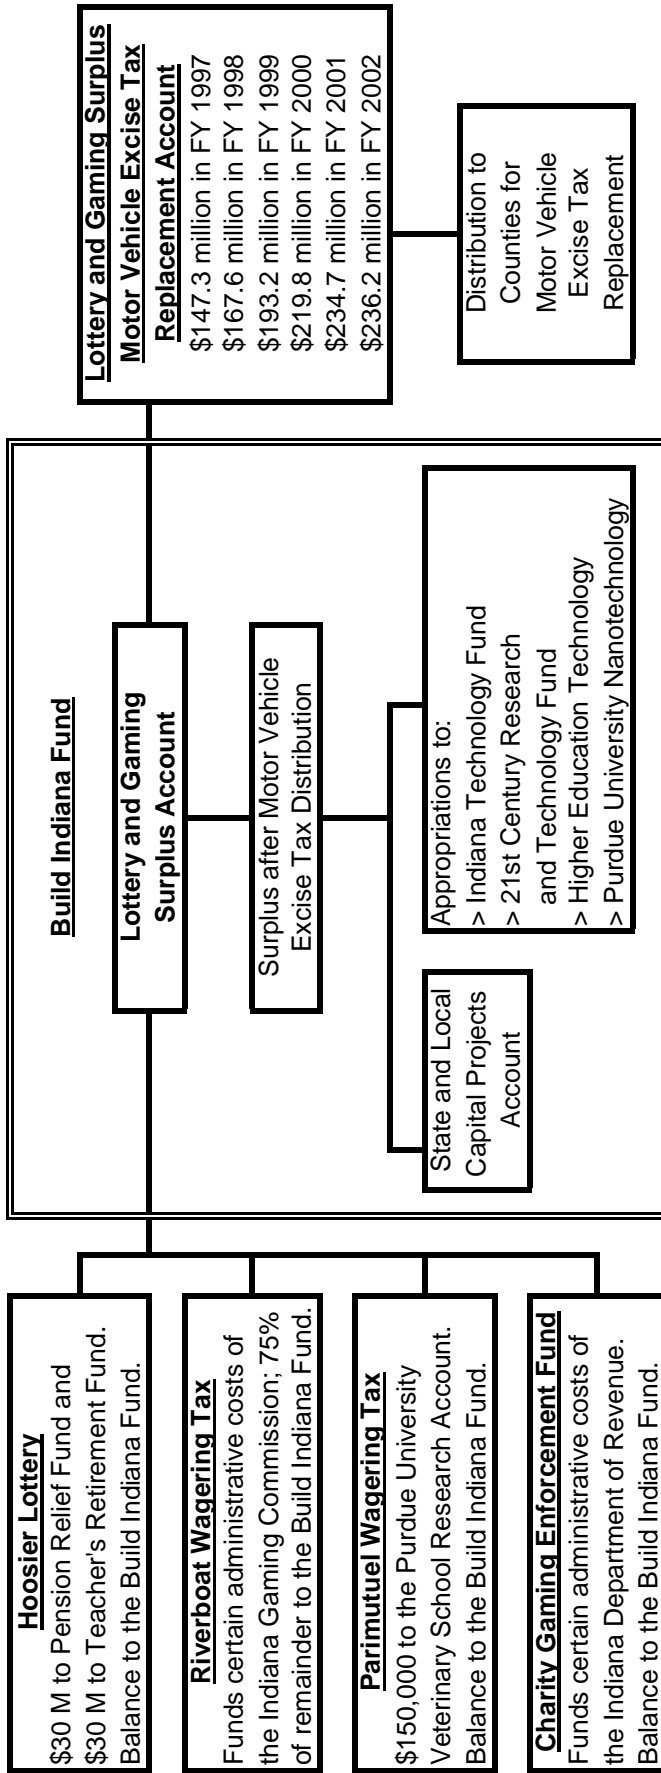 Hoosier Lottery
$30 M to Pension Relief Fund and
$30 M to Teacher's Retirement Fund.
Balance to the Build Indiana Fund.
Riverboat Wagering Tax
Funds certain administrative costs of
the Indiana Gaming Commission; 75%
of remainder to the Build Indiana Fund.
Parimutuel Wagering Tax
$150,000 to the Purdue University
Veterinary School Research Account.
Balance to the Build Indiana Fund.
Charity Gaming Enforcement Fund
Funds certain administrative costs of
the Indiana Department of Revenue.
Balance to the Build Indiana Fund.
Build Indiana Fund
Lottery and Gaming
Surplus Account
Surplus after Motor Vehicle
Excise Tax Distribution
State and Local
Capital Projects
Account
Appropriations to:
> Indiana Technology Fund
> 21st Century Research
and Technology Fund
> Higher Education Technology
> Purdue University Nanotechnology
Lottery and Gaming Surplus
Motor Vehicle Excise Tax
Replacement Account
$147.3 million in FY 1997
$167.6 million in FY 1998
$193.2 million in FY 1999
$219.8 million in FY 2000
$234.7 million in FY 2001
$236.2 million in FY 2002
Distribution to
Counties for
Motor Vehicle
Excise Tax
Replacement